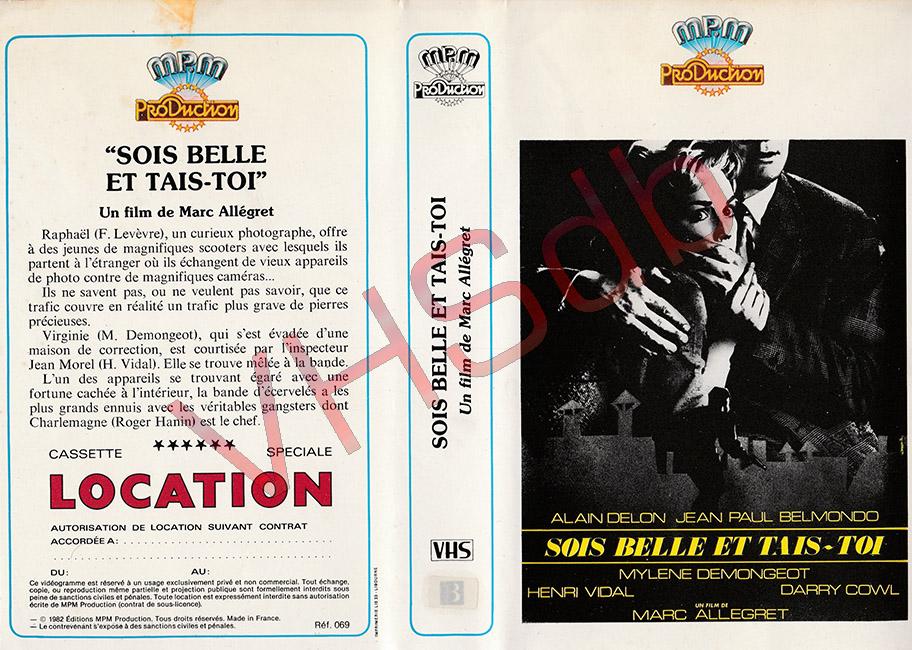 MPM
PRODuction
“SOIS BELLE
ET TAIS-TOI”
Un film de Marc Allégret
Raphaël (F. Levèvre), un curieux photographe, offre
à des jeunes de magnifiques scooters avec lesquels ils
partent à l'étranger où ils échangent de vieux appareils
de photo contre de magnifiques caméras...
Ils ne savent pas, ou ne veulent pas savoir, que ce
trafic couvre en réalité un trafic plus grave de pierres
précieuses.
Virginie (M. Demongeot), qui s'est évadée d'une
maison de correction, est courtisée par l'inspecteur
Jean Morel (H. Vidal). Elle se trouve mêlée à la bande.
L'un des appareils se trouvant égaré avec une
fortune cachée à l'intérieur, la bande d'écervelés a les
plus grands ennuis avec les véritables gangsters dont
Charlemagne (Roger Hanin) est le chef.
CASSETTE ★★★★★★ SPECIALE
LOCATION
AUTORISATION DE LOCATION SUIVANT CONTRAT
ACCORDÉE A:
DU: AU:
Ce vidéogramme est réservé à un usage exclusivement privé et non commercial. Tout échange,
copie, ou reproduction même partielle et projection publique sont formellement interdits sous
peine de sanctions civiles et pénales. Toute location est expressément interdite sans autorisation
écrite de MPM Production (contrat de sous-licence).
— © 1982 Éditions MPM Production. Tous droits réservés. Made in France.
— Le contrevenant s'expose à des sanctions civiles et pénales.
Réf. 069
MPM
PRODuction
SOIS BELLE ET TAIS-TOI
Un film de Marc Allégret
VHS
B
MPM
PRODuction
ALAIN DELON JEAN PAUL BELMONDO
SOIS BELLE ET TAIS-TOI
MYLENE DEMONGEOT
HENRI VIDAL DARRY COWL
UN FILM DE
MARC ALLEGRET
VHSdb